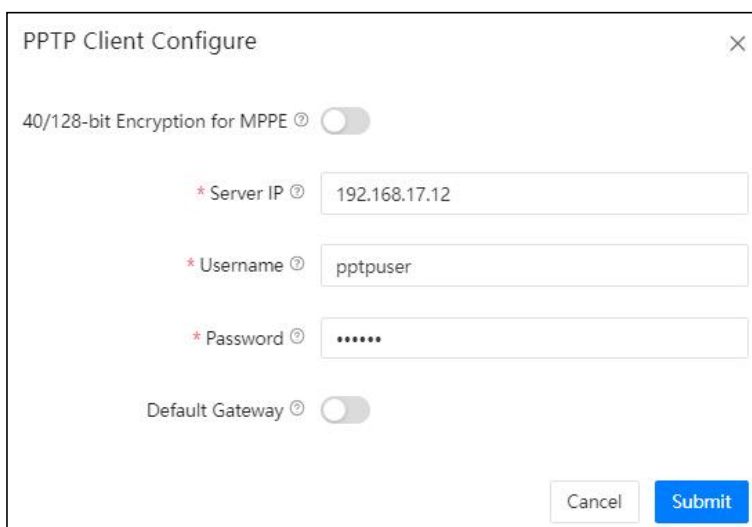 PPTP Client Configure
40/128-bit Encryption for MPPE
* Server IP 192.168.17.12
* Username pptpuser
* Password ••••••
Default Gateway
Cancel Submit